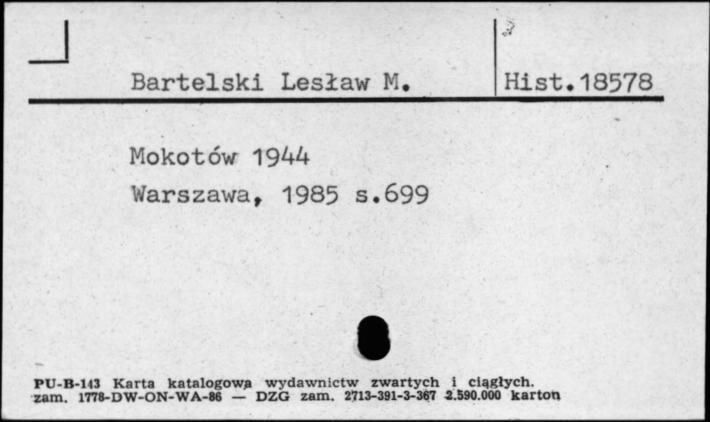 Bartelski Lesław M.
Hist.18578
Mokotów 1944
Warszawa, 1985 s.699
PU-B-143 Karta katalogowa wydawnictw zwartych i ciągłych.
zam. 1778-DW-ON-WA-86 — DZG zam. 2713-391-3-367 2.590.000 karton